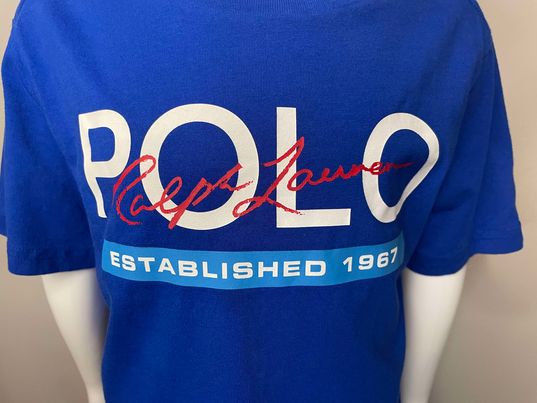 POLO
Ralph Lauren
ESTABLISHED 1967